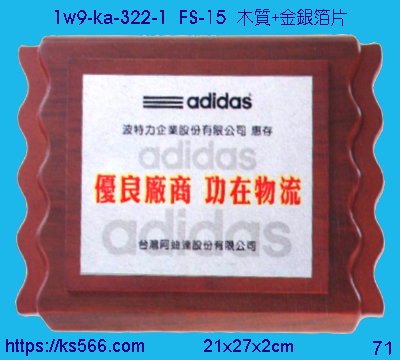 1w9-ka-322-1 FS-15 木質+金銀箔片
adidas
波特力企業股份有限公司 惠存
adidas
優良廠商 功在物流
adidas
台灣阿迪達股份有限公司
https://ks566.com 21x27x2cm 71